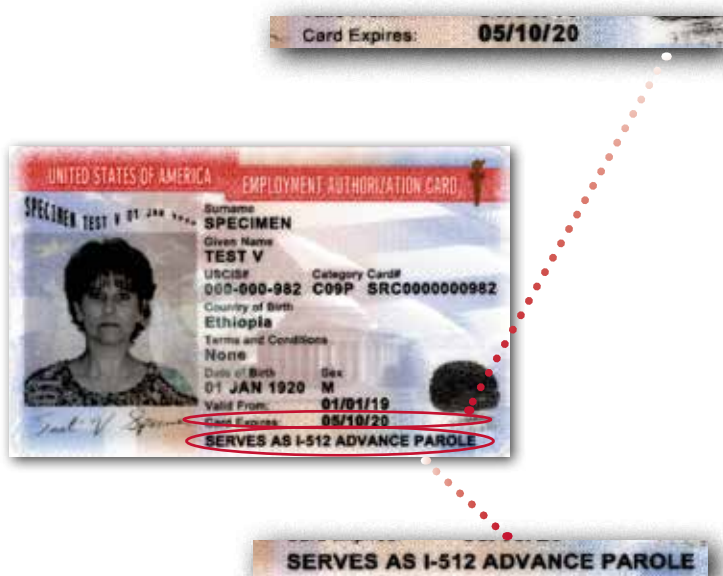 Card Expires: 05/10/20
UNITED STATES OF AMERICA EMPLOYMENT AUTHORIZATION CARD
SPECIMEN TEST V 01 JAN
Surname
SPECIMEN
Given Name
TEST V
USCIS# Category Card#
000-000-982 C09P SRC0000000982
Country of Birth
Ethiopia
Terms and Conditions
None
Date of Birth Sex
01 JAN 1920 M
Valid From: 01/01/19
Card Expires: 05/10/20
SERVES AS I-512 ADVANCE PAROLE
Test V
SERVES AS I-512 ADVANCE PAROLE